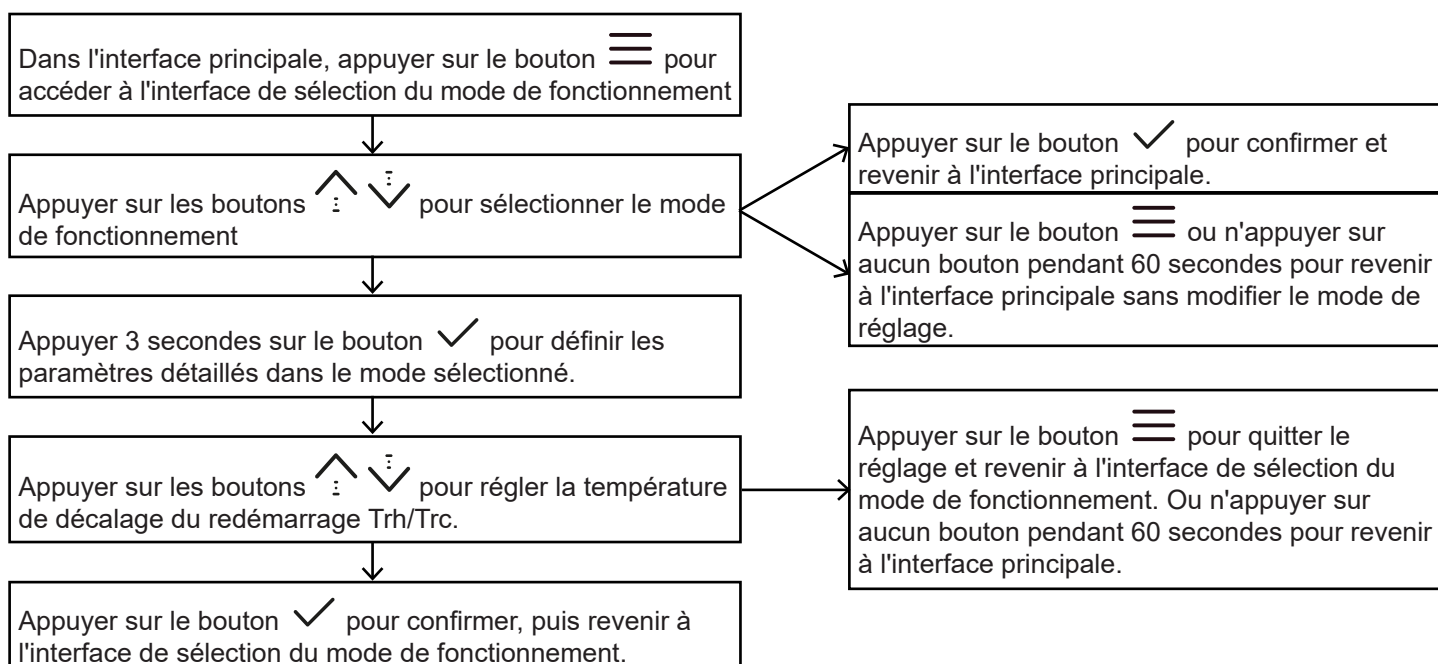 Dans l'interface principale, appuyer sur le bouton pour
accéder à l'interface de sélection du mode de fonctionnement
Appuyer sur les boutons pour sélectionner le mode
de fonctionnement
Appuyer sur le bouton pour confirmer et
revenir à l'interface principale.
Appuyer sur le bouton ou n'appuyer sur
aucun bouton pendant 60 secondes pour revenir
à l'interface principale sans modifier le mode de
réglage.
Appuyer 3 secondes sur le bouton pour définir les
paramètres détaillés dans le mode sélectionné.
Appuyer sur les boutons pour régler la température
de décalage du redémarrage Trh/Trc.
Appuyer sur le bouton pour quitter le
réglage et revenir à l'interface de sélection du
mode de fonctionnement. Ou n'appuyer sur
aucun bouton pendant 60 secondes pour revenir
à l'interface principale.
Appuyer sur le bouton pour confirmer, puis revenir à
l'interface de sélection du mode de fonctionnement.